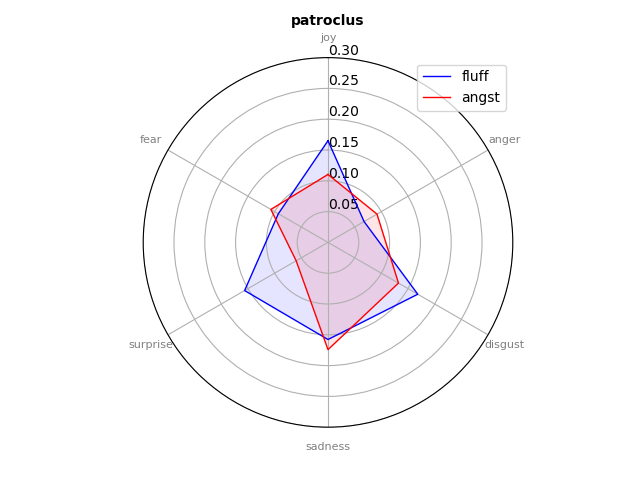 patroclus
joy
0.30
0.25
0.20
0.15
0.10
0.05
fluff
angst
fear
anger
surprise
disgust
sadness